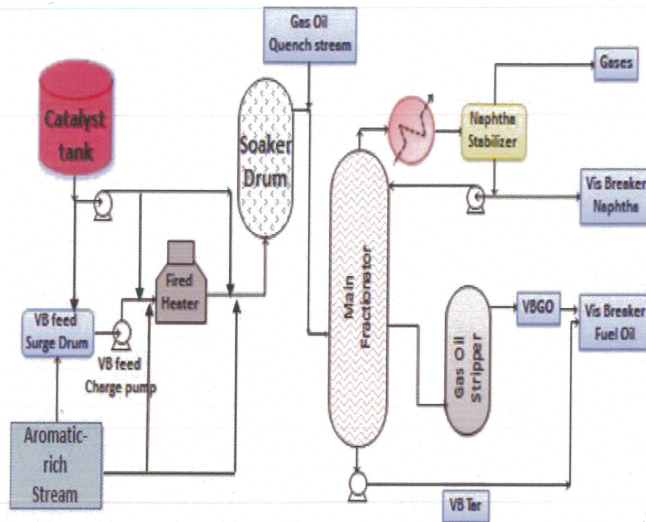 Gas Oil
Quench stream
Gases
Catalyst
tank
Soaker
Drum
Naphtha
Stabilizer
Vis Breaker
Naphtha
Fired
Heater
Main
Fractionator
VB feed
Surge Drum
VB feed
Charge pump
Gas Oil
Stripper
VBGO
Vis Breaker
Fuel Oil
Aromatic-
rich
Stream
VB Tar